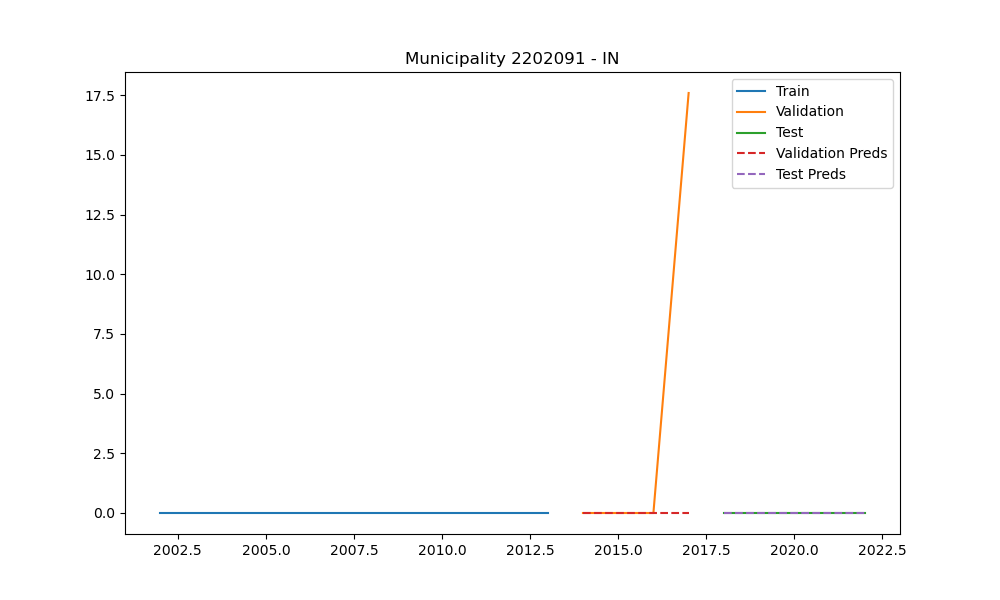 Municipality 2202091 - IN
17.5
15.0
12.5
10.0
7.5
5.0
2.5
0.0
2002.5 2005.0 2007.5 2010.0 2012.5 2015.0 2017.5 2020.0 2022.5
Train
Validation
Test
Validation Preds
Test Preds